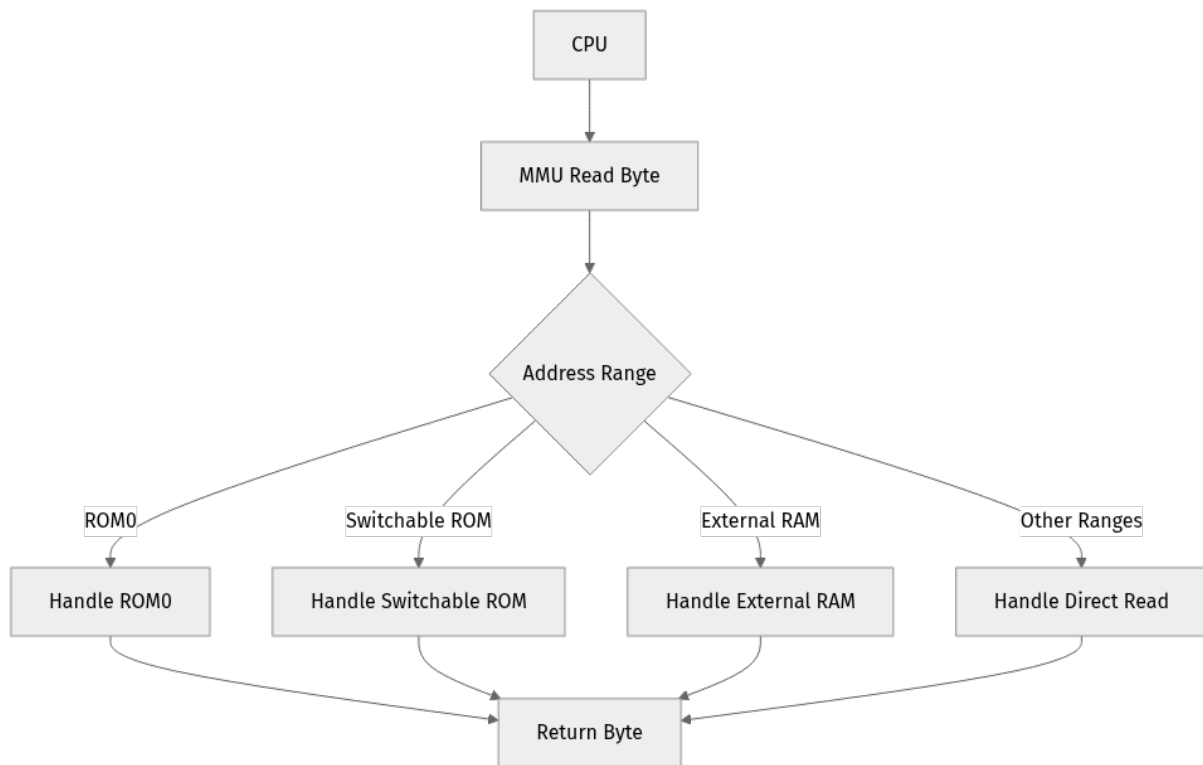 CPU
MMU Read Byte
Address Range
ROM0
Switchable ROM
External RAM
Other Ranges
Handle ROM0
Handle Switchable ROM
Handle External RAM
Handle Direct Read
Return Byte